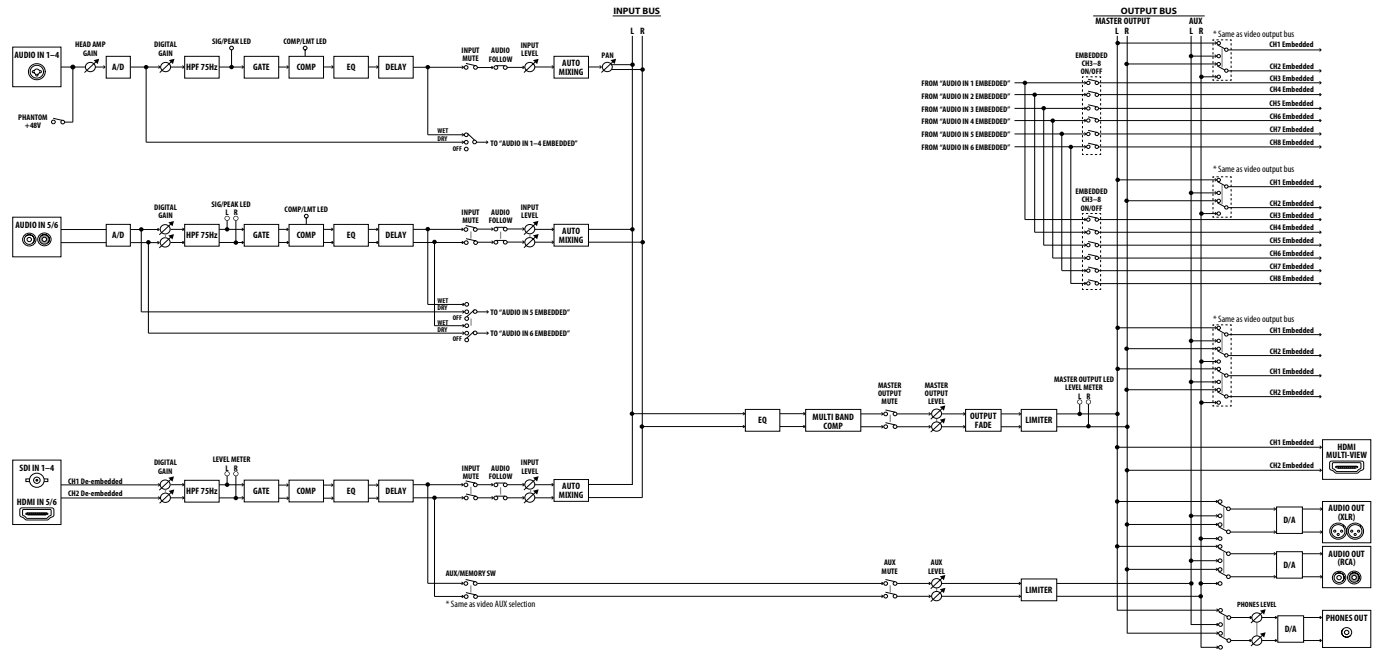 INPUT BUS
L R
OUTPUT BUS
MASTER OUTPUT AUX
L R L R
AUDIO IN 1–4
HEAD AMP GAIN
A/D
DIGITAL GAIN
HPF 75Hz
SIG/PEAK LED
GATE
COMP/LMT LED
COMP
EQ
DELAY
INPUT MUTE
AUDIO FOLLOW
INPUT LEVEL
AUTO MIXING
PAN
PHANTOM +48V
WET
DRY
OFF
TO "AUDIO IN 1–4 EMBEDDED"
AUDIO IN 5/6
A/D
DIGITAL GAIN
HPF 75Hz
SIG/PEAK LED
L R
GATE
COMP/LMT LED
COMP
EQ
DELAY
INPUT MUTE
AUDIO FOLLOW
INPUT LEVEL
AUTO MIXING
WET
DRY
OFF
TO "AUDIO IN 5 EMBEDDED"
WET
DRY
OFF
TO "AUDIO IN 6 EMBEDDED"
SDI IN 1–4
HDMI IN 5/6
CH1 De-embedded
CH2 De-embedded
DIGITAL GAIN
HPF 75Hz
LEVEL METER
L R
GATE
COMP
EQ
DELAY
INPUT MUTE
AUDIO FOLLOW
INPUT LEVEL
AUTO MIXING
AUX/MEMORY SW
* Same as video AUX selection
AUX MUTE
AUX LEVEL
LIMITER
EQ
MULTI BAND COMP
MASTER OUTPUT MUTE
MASTER OUTPUT LEVEL
OUTPUT FADE
LIMITER
MASTER OUTPUT LED LEVEL METER
L R
FROM "AUDIO IN 1 EMBEDDED"
FROM "AUDIO IN 2 EMBEDDED"
FROM "AUDIO IN 3 EMBEDDED"
FROM "AUDIO IN 4 EMBEDDED"
FROM "AUDIO IN 5 EMBEDDED"
FROM "AUDIO IN 6 EMBEDDED"
EMBEDDED CH3–8 ON/OFF
* Same as video output bus
CH1 Embedded
CH2 Embedded
CH3 Embedded
CH4 Embedded
CH5 Embedded
CH6 Embedded
CH7 Embedded
CH8 Embedded
EMBEDDED CH3–8 ON/OFF
* Same as video output bus
CH1 Embedded
CH2 Embedded
CH3 Embedded
CH4 Embedded
CH5 Embedded
CH6 Embedded
CH7 Embedded
CH8 Embedded
* Same as video output bus
CH1 Embedded
CH2 Embedded
CH1 Embedded
CH2 Embedded
CH1 Embedded
CH2 Embedded
HDMI MULTI-VIEW
D/A
AUDIO OUT (XLR)
D/A
AUDIO OUT (RCA)
PHONES LEVEL
D/A
PHONES OUT